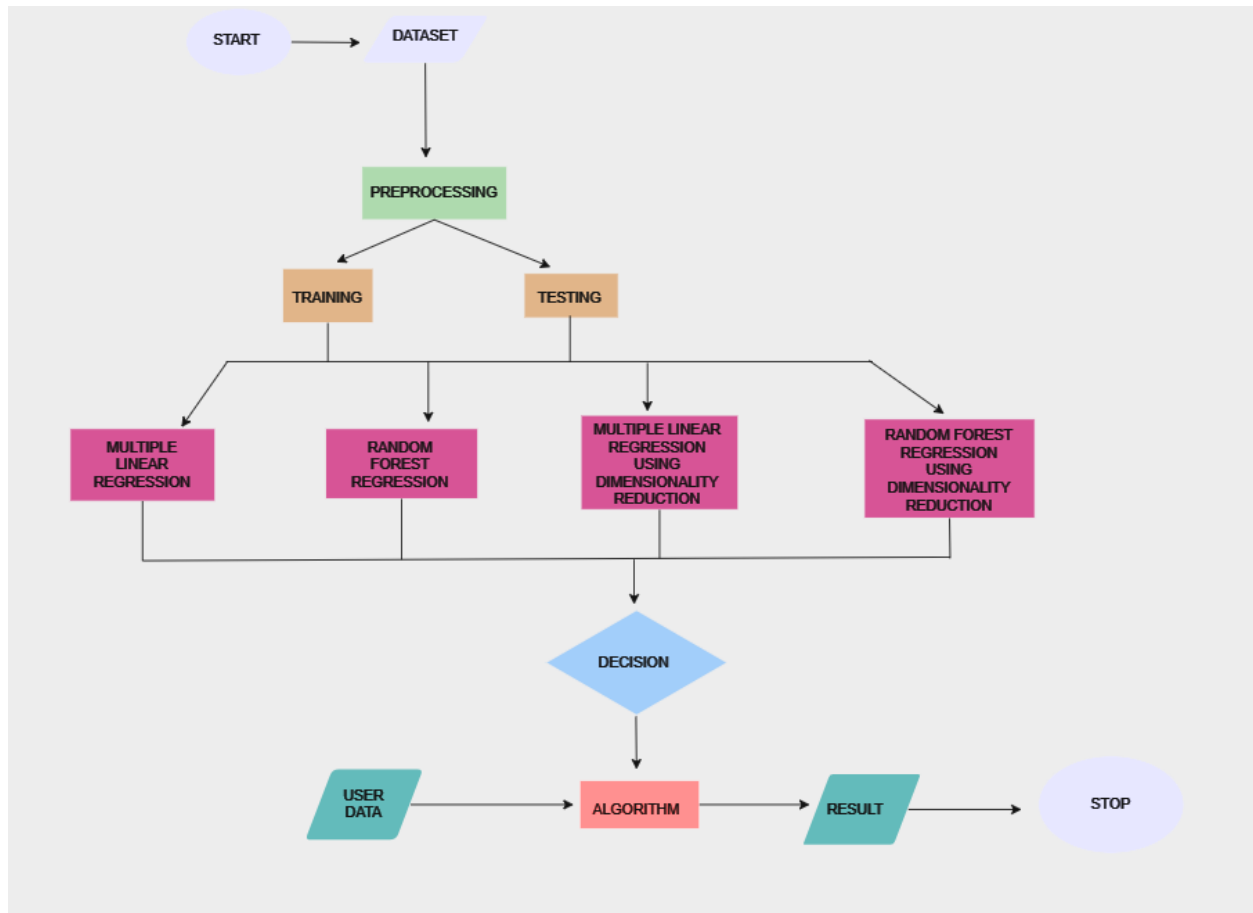 START
DATASET
PREPROCESSING
TRAINING
TESTING
MULTIPLE
LINEAR
REGRESSION
RANDOM
FOREST
REGRESSION
MULTIPLE LINEAR
REGRESSION
USING
DIMENSIONALITY
REDUCTION
RANDOM FOREST
REGRESSION
USING
DIMENSIONALITY
REDUCTION
DECISION
USER
DATA
ALGORITHM
RESULT
STOP